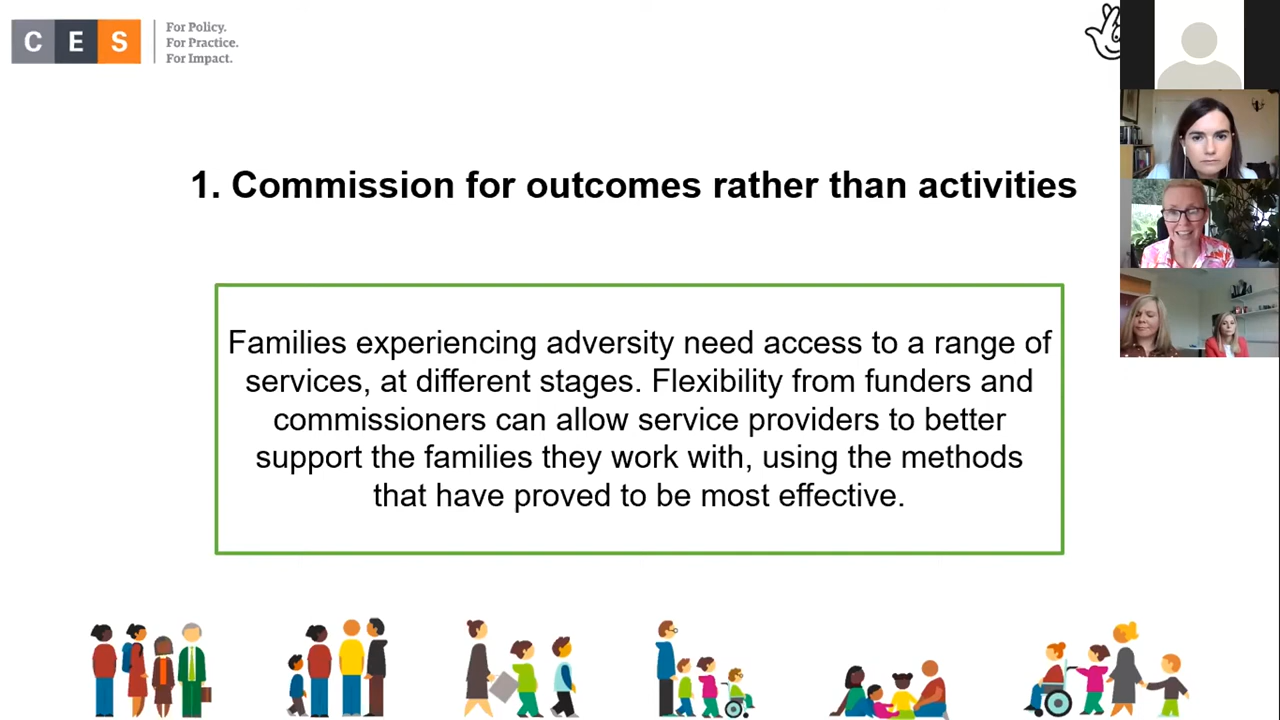 C E S
For Policy.
For Practice.
For Impact.
1. Commission for outcomes rather than activities
Families experiencing adversity need access to a range of
services, at different stages. Flexibility from funders and
commissioners can allow service providers to better
support the families they work with, using the methods
that have proved to be most effective.